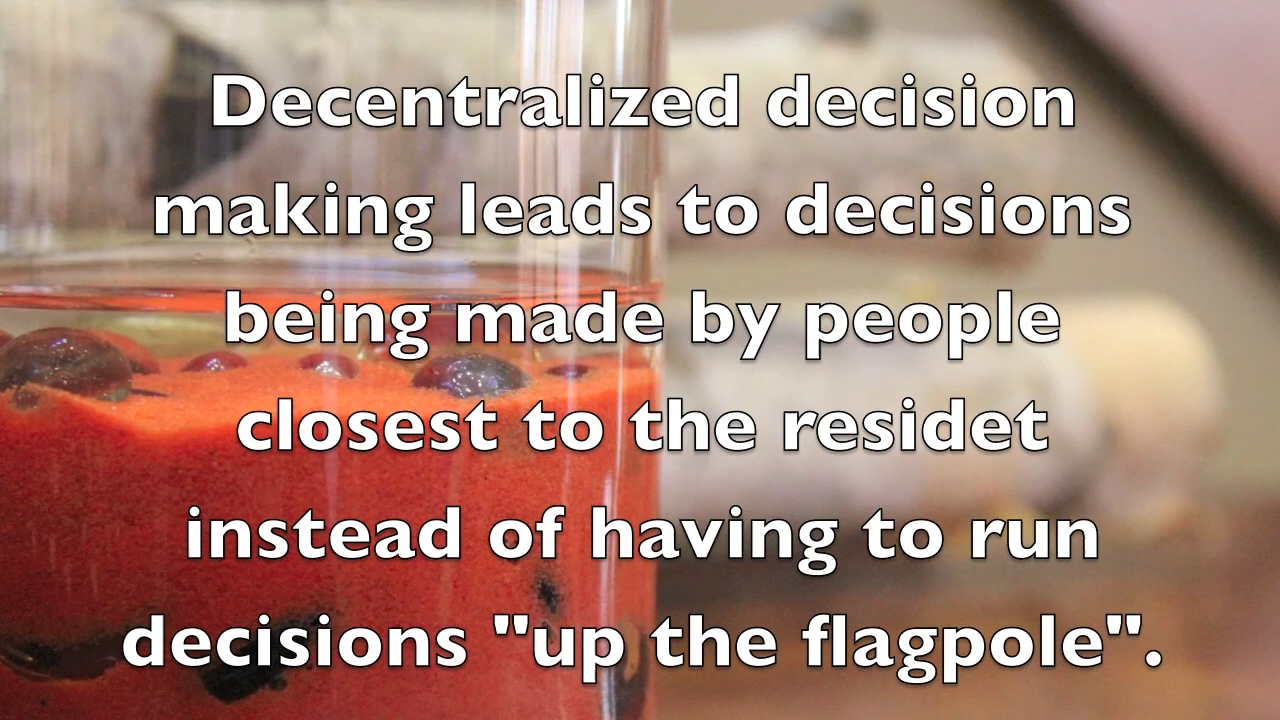 Decentralized decision
making leads to decisions
being made by people
closest to the residet
instead of having to run
decisions "up the flagpole".